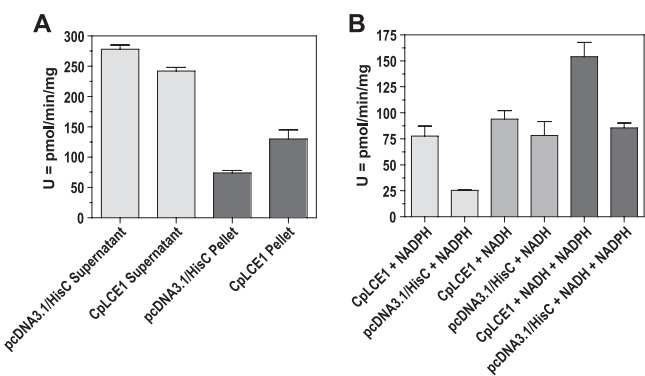 A
U = pmol/min/mg
300
250
200
150
100
50
0
pcDNA3.1/HisC Supernatant
CpLCE1 Supernatant
pcDNA3.1/HisC Pellet
CpLCE1 Pellet
B
U = pmol/min/mg
175
150
125
100
75
50
25
0
CpLCE1 + NADPH
pcDNA3.1/HisC + NADPH
CpLCE1 + NADH
pcDNA3.1/HisC + NADH
CpLCE1 + NADH + NADPH
pcDNA3.1/HisC + NADH + NADPH